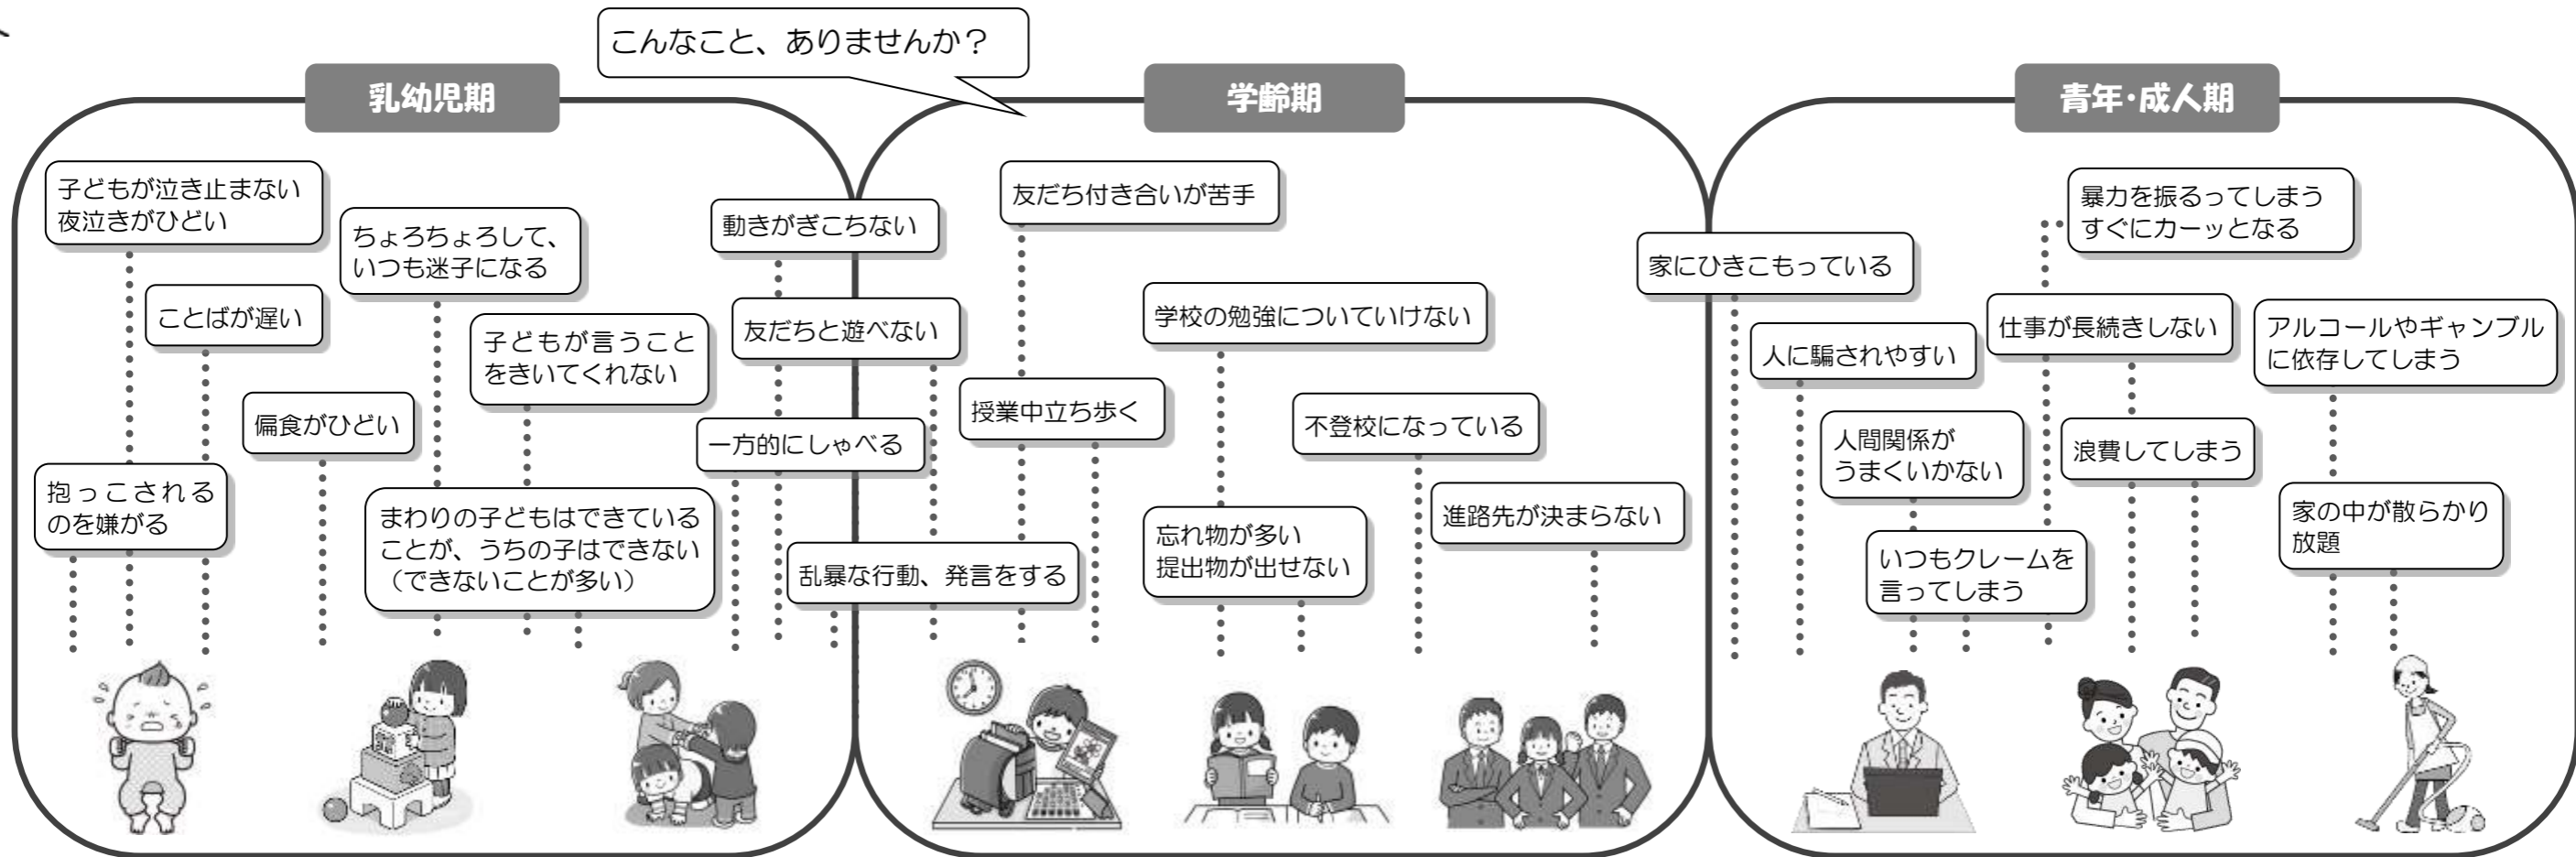 こんなこと、ありませんか?
乳幼児期
子どもが泣き止まない
夜泣きがひどい
ちょろちょろして、
いつも迷子になる
動きがぎこちない
ことばが遅い
子どもが言うこと
をきいてくれない
友だちと遊べない
偏食がひどい
一方的にしゃべる
抱っこされる
のを嫌がる
まわりの子どもはできている
ことが、うちの子はできない
（できないことが多い）
乱暴な行動、発言をする
学齢期
友だち付き合いが苦手
学校の勉強についていけない
授業中立ち歩く
不登校になっている
忘れ物が多い
提出物が出せない
進路先が決まらない
青年・成人期
家にひきこもっている
暴力を振るってしまう
すぐにカーッとなる
人に騙されやすい
仕事が長続きしない
アルコールやギャンブル
に依存してしまう
人間関係が
うまくいかない
浪費してしまう
いつもクレームを
言ってしまう
家の中が散らかり
放題